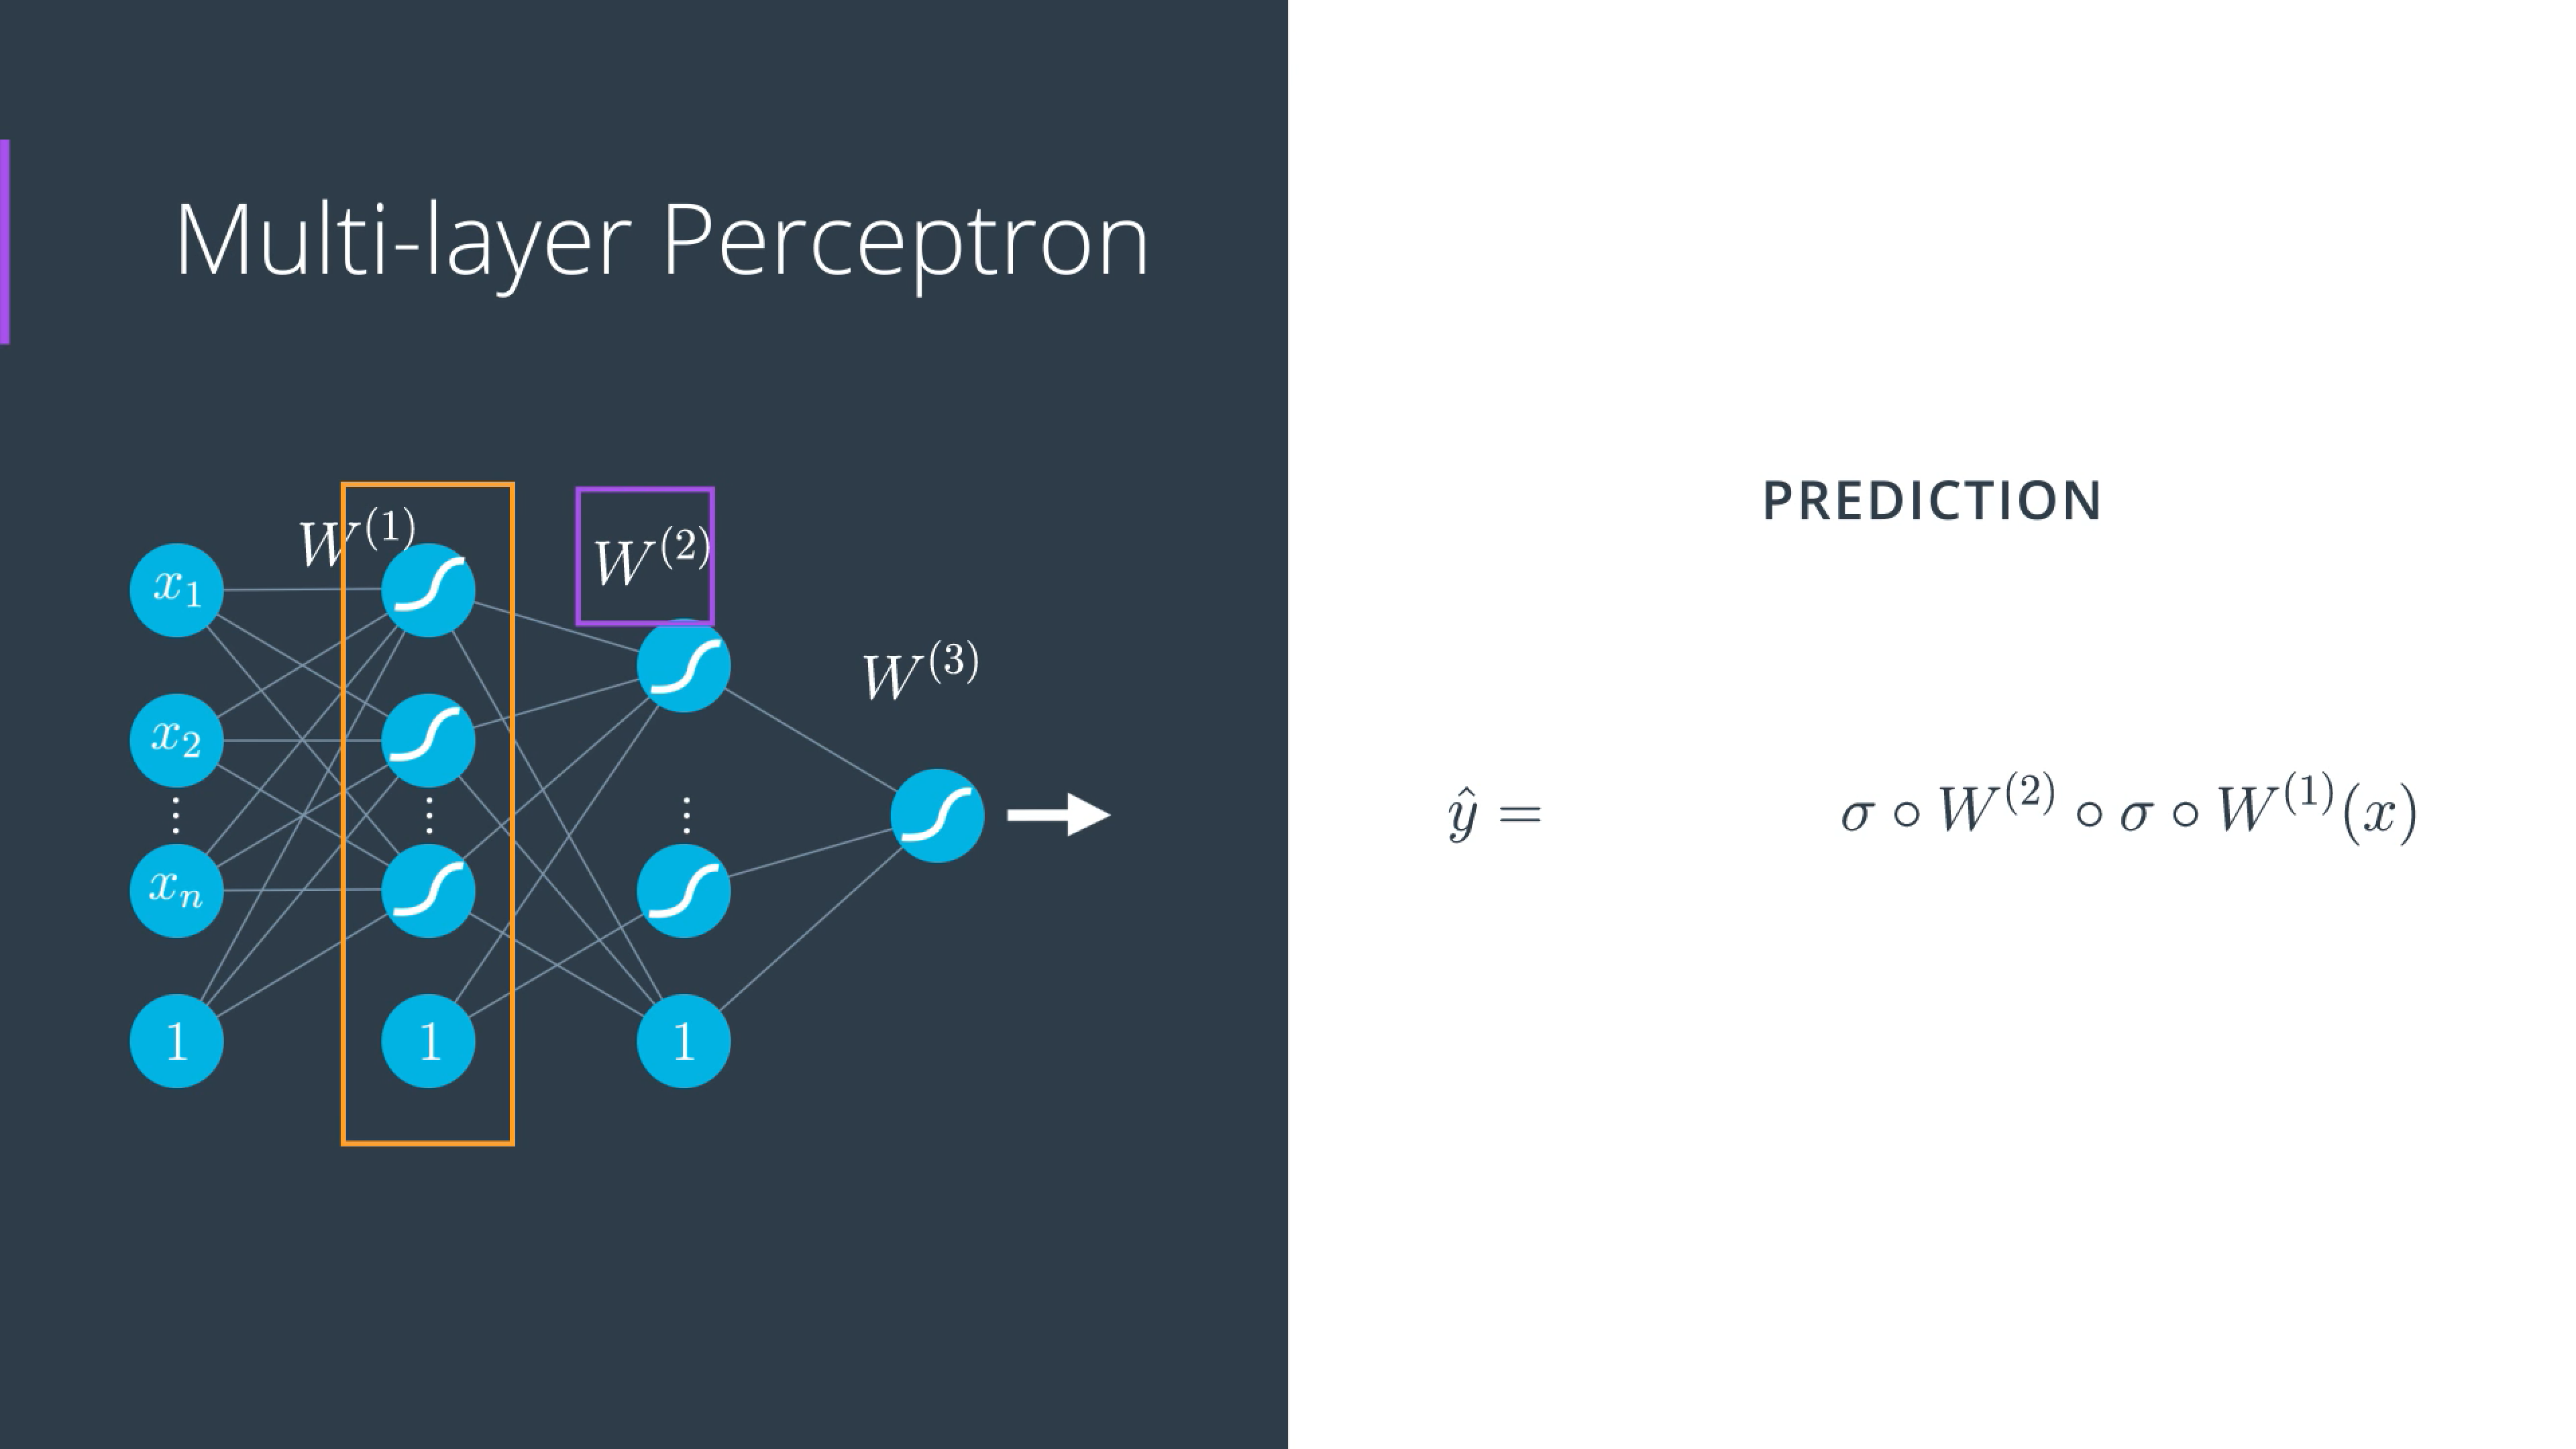 Multi-layer Perceptron
W^(1)
W^(2)
W^(3)
x_1
x_2
⋮ ⋮ ⋮
x_n
1 1 1
PREDICTION
ŷ = σ ∘ W^(2) ∘ σ ∘ W^(1)(x)